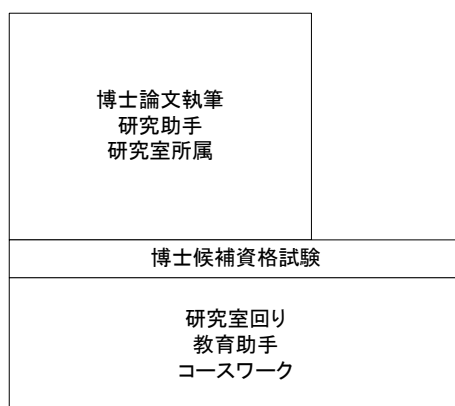 博士論文執筆
研究助手
研究室所属
博士候補資格試験
研究室回り
教育助手
コースワーク